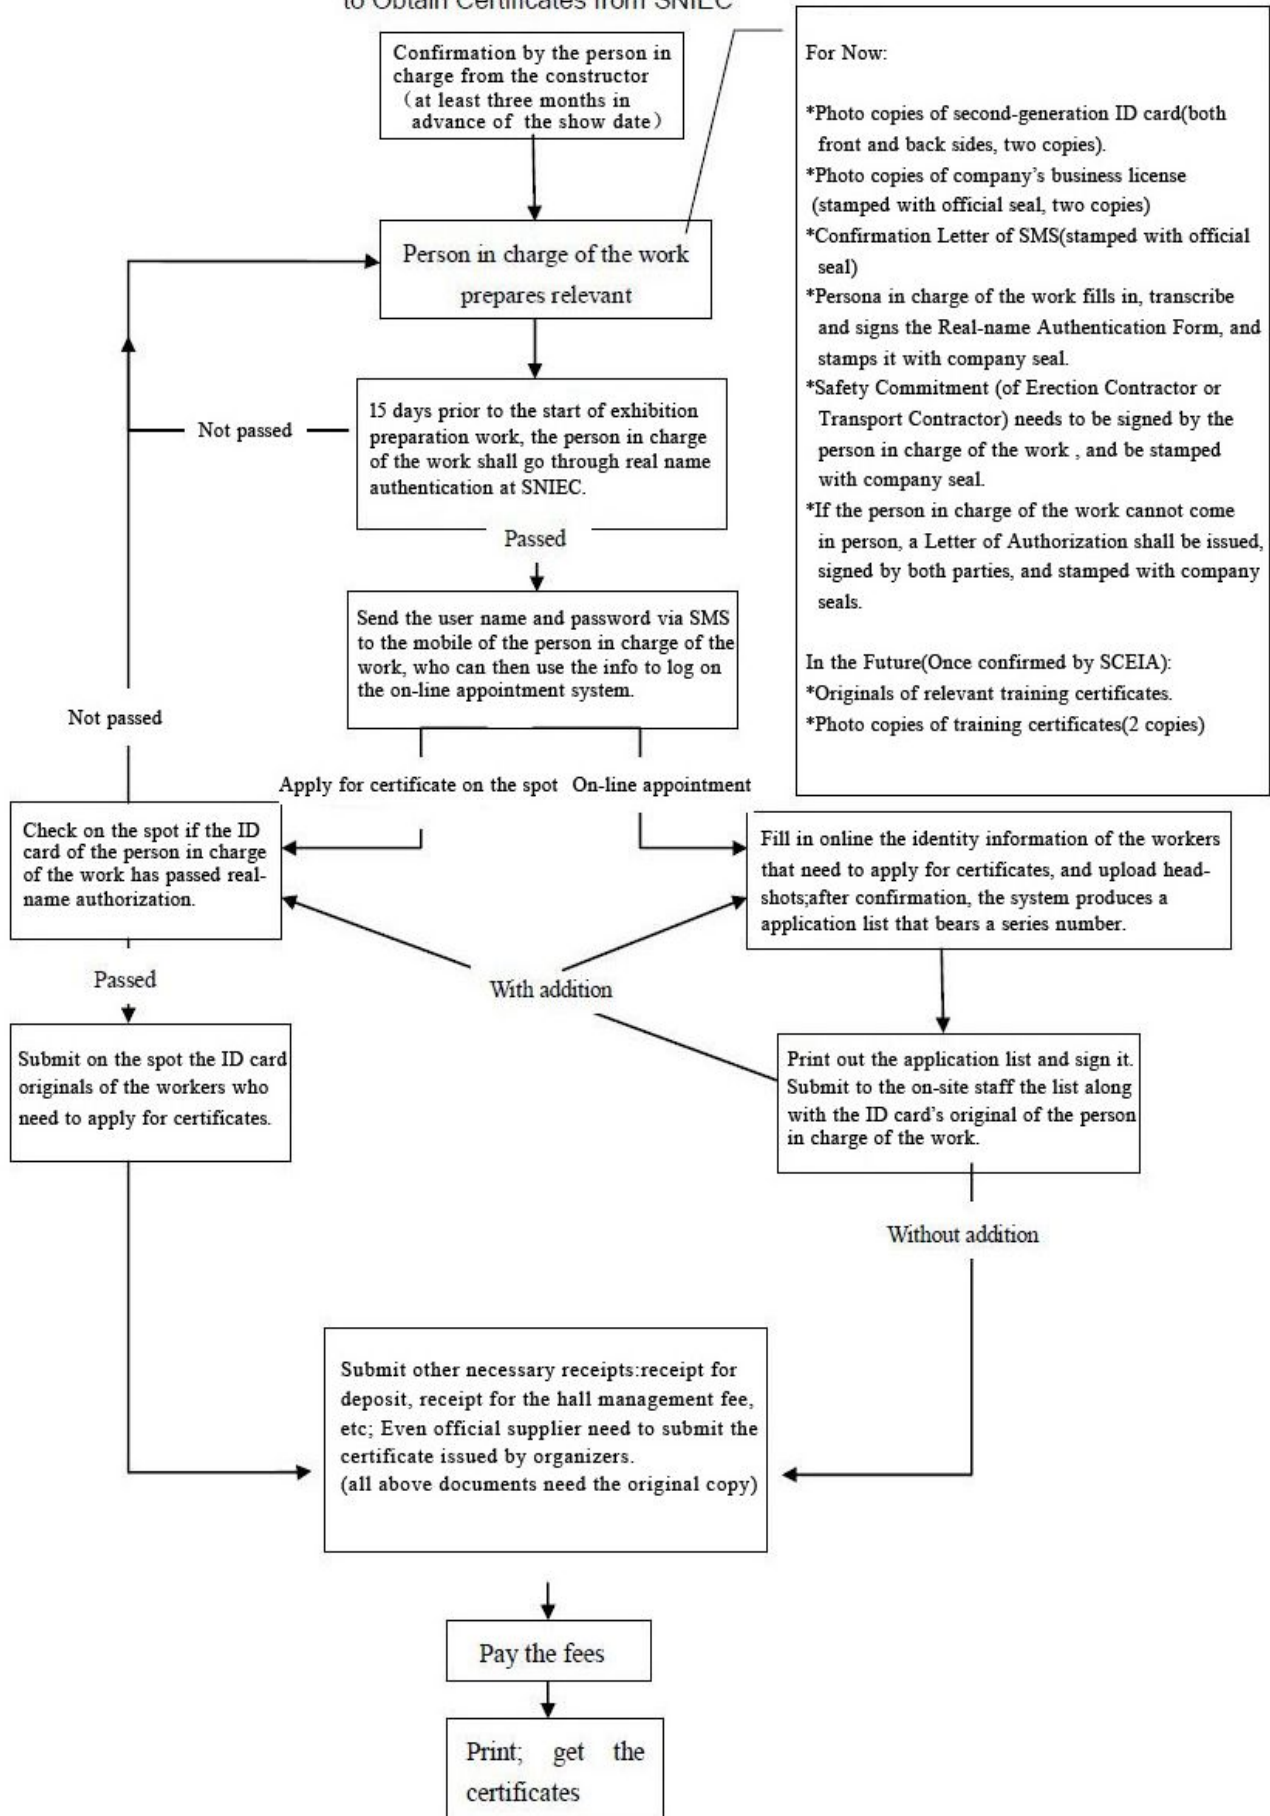 to Obtain Certificates from SNIEC
Confirmation by the person in
charge from the constructor
(at least three months in
advance of the show date)
For Now:
*Photo copies of second-generation ID card(both
front and back sides, two copies).
*Photo copies of company's business license
(stamped with official seal, two copies)
*Confirmation Letter of SMS(stamped with official
seal)
*Persona in charge of the work fills in, transcribe
and signs the Real-name Authentication Form, and
stamps it with company seal.
*Safety Commitment (of Erection Contractor or
Transport Contractor) needs to be signed by the
person in charge of the work , and be stamped
with company seal.
*If the person in charge of the work cannot come
in person, a Letter of Authorization shall be issued,
signed by both parties, and stamped with company
seals.
In the Future(Once confirmed by SCEIA):
*Originals of relevant training certificates.
*Photo copies of training certificates(2 copies)
Person in charge of the work
prepares relevant
15 days prior to the start of exhibition
preparation work, the person in charge
of the work shall go through real name
authentication at SNIEC.
Not passed
Passed
Send the user name and password via SMS
to the mobile of the person in charge of the
work, who can then use the info to log on
the on-line appointment system.
Not passed
Apply for certificate on the spot
On-line appointment
Check on the spot if the ID
card of the person in charge
of the work has passed real-
name authorization.
Fill in online the identity information of the workers
that need to apply for certificates, and upload head-
shots;after confirmation, the system produces a
application list that bears a series number.
Passed
With addition
Submit on the spot the ID card
originals of the workers who
need to apply for certificates.
Print out the application list and sign it.
Submit to the on-site staff the list along
with the ID card's original of the person
in charge of the work.
Without addition
Submit other necessary receipts:receipt for
deposit, receipt for the hall management fee,
etc; Even official supplier need to submit the
certificate issued by organizers.
(all above documents need the original copy)
Pay the fees
Print; get the
certificates